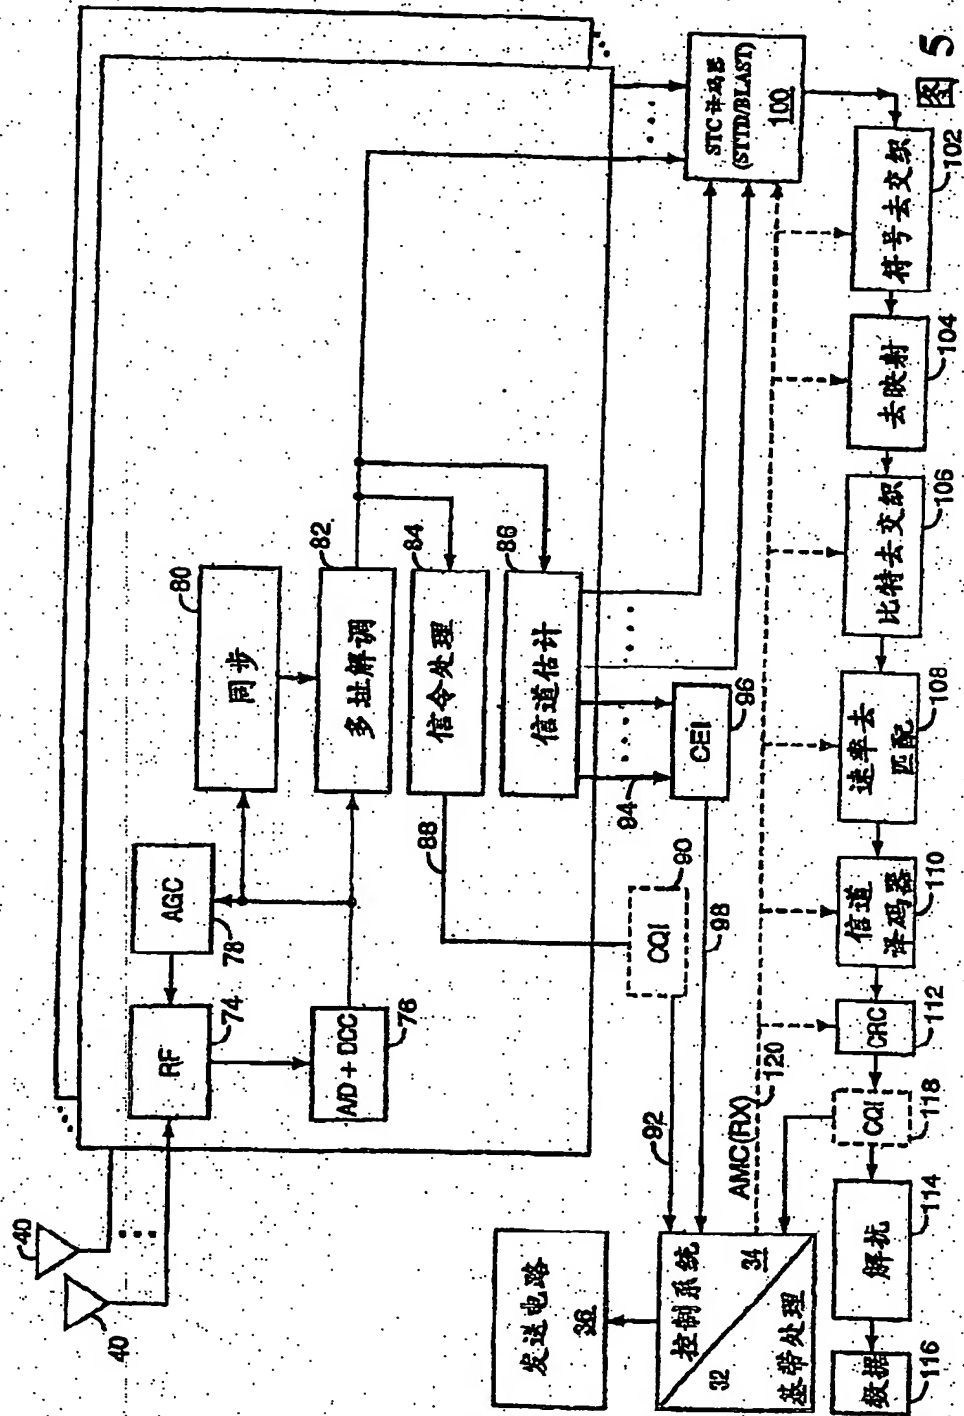 40
40
RF
74
AGC
78
A/D + DCC
76
同步
80
多址解调
82
信令处理
84
信道估计
86
88
CQI
90
92
94
CEI
96
98
STC 译码器
(STTD/BLAST)
100
符号去交织
102
去映射
104
比特去交织
106
速率去
匹配
108
信道
译码器
110
CRC
112
CQI
118
解扰
114
数据
116
AMC(RX)
120
发送电路
36
控制系统
34
32
基带处理
图 5